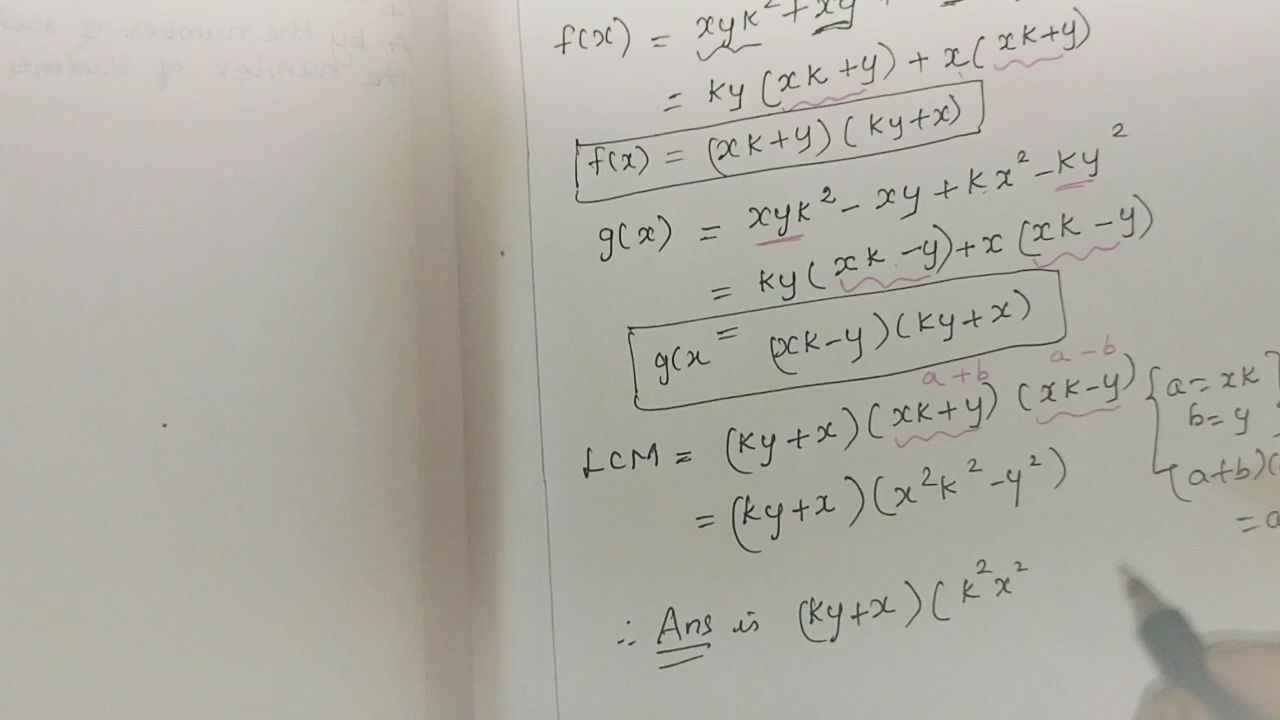 f(x) = xyk² + xy +
= ky (xk + y) + x (xk+y)
f(x) = (xk+y) (ky+x)
g(x) = xyk² - xy + kx² - ky²
= ky (xk - y) + x (xk - y)
g(x = (xk-y)(ky+x)
a+b a-b
LCM = (ky+x)(xk+y) (xk-y) { a = xk }
b = y
= (ky+x)(x²k²-y²) (a+b)(
= a
∴ Ans is (ky+x)(k²x²